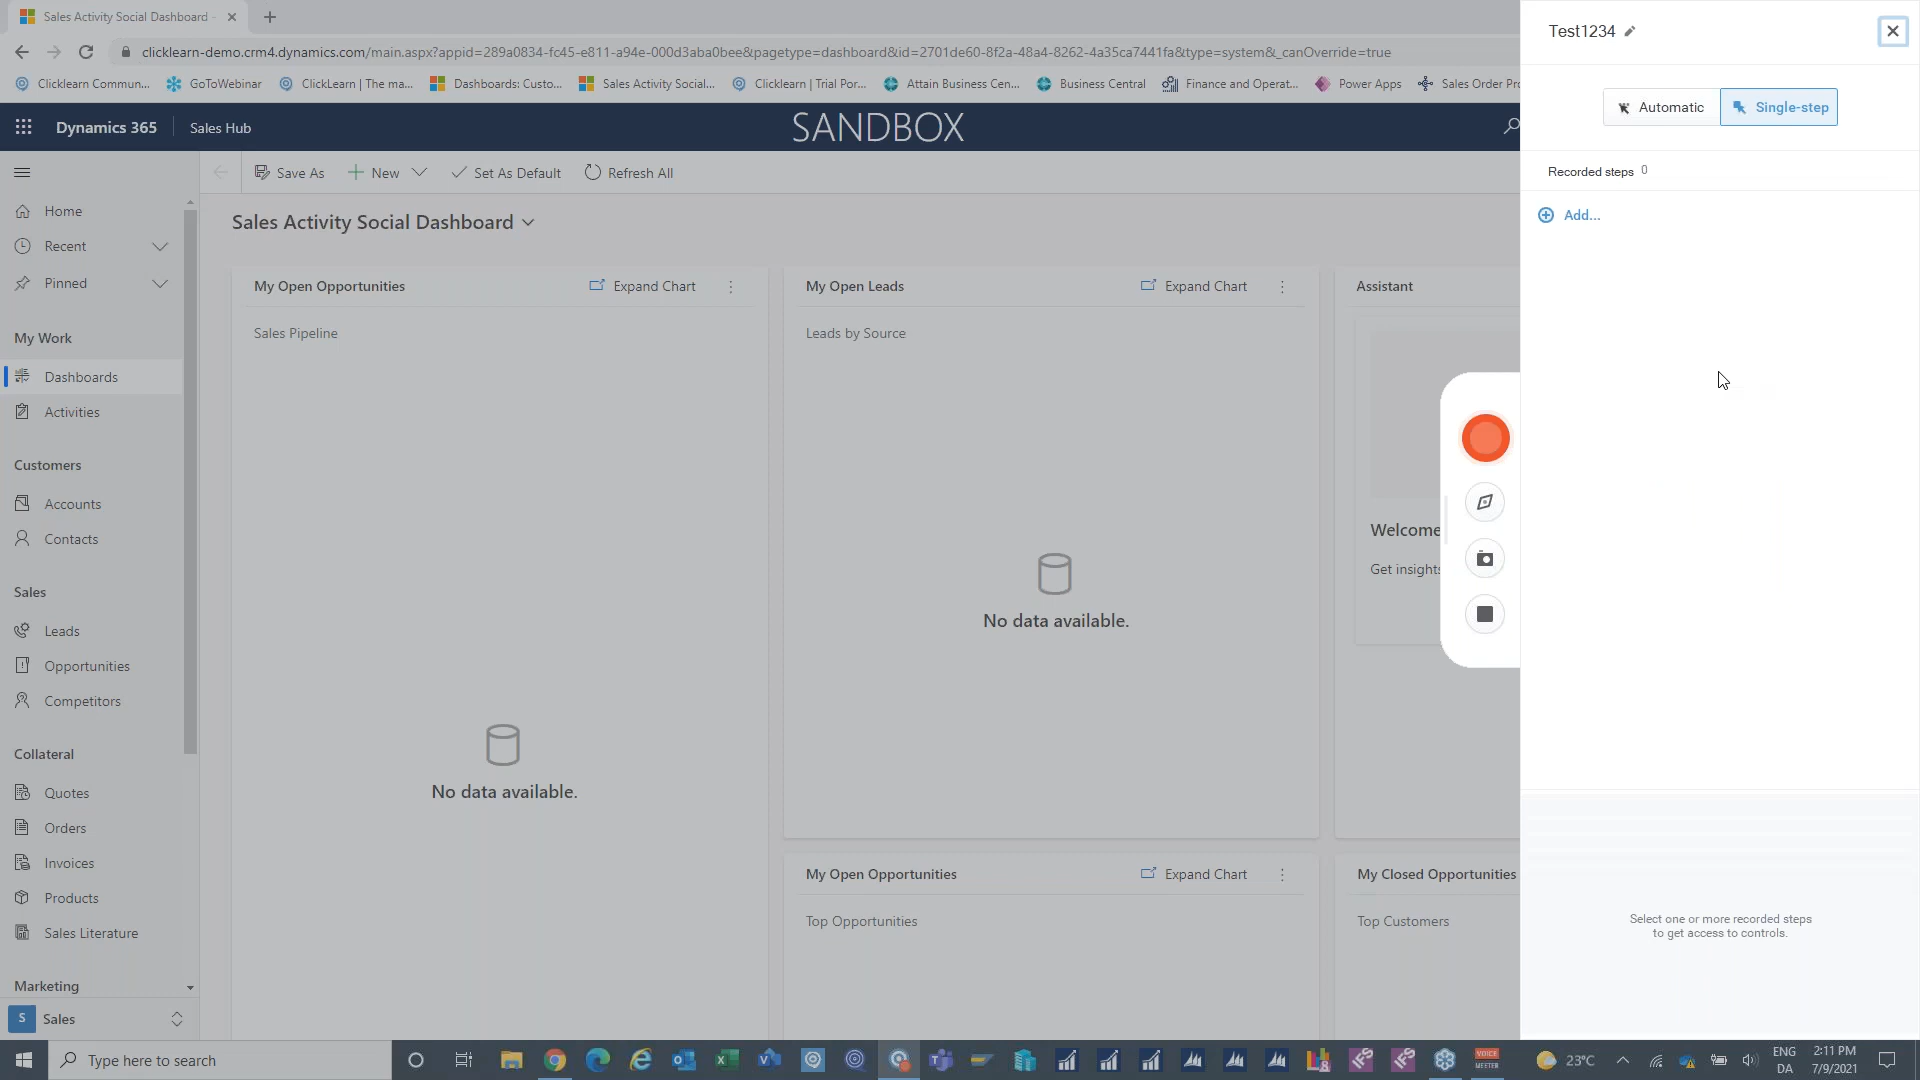 Sales Activity Social Dashboard -
clicklearn-demo.crm4.dynamics.com/main.aspx?appid=289a0834-fc45-e811-a94e-000d3aba0bee&pagetype=dashboard&id=2701de60-8f2a-48a4-8262-4a35ca7441fa&type=system&_canOverride=true
Clicklearn Commun...
GoToWebinar
ClickLearn | The ma...
Dashboards: Custo...
Sales Activity Social...
Clicklearn | Trial Por...
Attain Business Cen...
Business Central
Finance and Operat...
Power Apps
Sales Order Pro
Dynamics 365
Sales Hub
SANDBOX
Save As
New
Set As Default
Refresh All
Home
Recent
Pinned
My Work
Dashboards
Activities
Customers
Accounts
Contacts
Sales
Leads
Opportunities
Competitors
Collateral
Quotes
Orders
Invoices
Products
Sales Literature
Marketing
S
Sales
Sales Activity Social Dashboard
My Open Opportunities
Expand Chart
Sales Pipeline
No data available.
My Open Leads
Expand Chart
Leads by Source
No data available.
Assistant
Welcome
Get insights
My Open Opportunities
Expand Chart
Top Opportunities
My Closed Opportunities
Top Customers
Test1234
Automatic
Single-step
Recorded steps 0
Add...
Select one or more recorded steps
to get access to controls.
Type here to search
VOICE
MEETER
23°C
ENG
DA
2:11 PM
7/9/2021